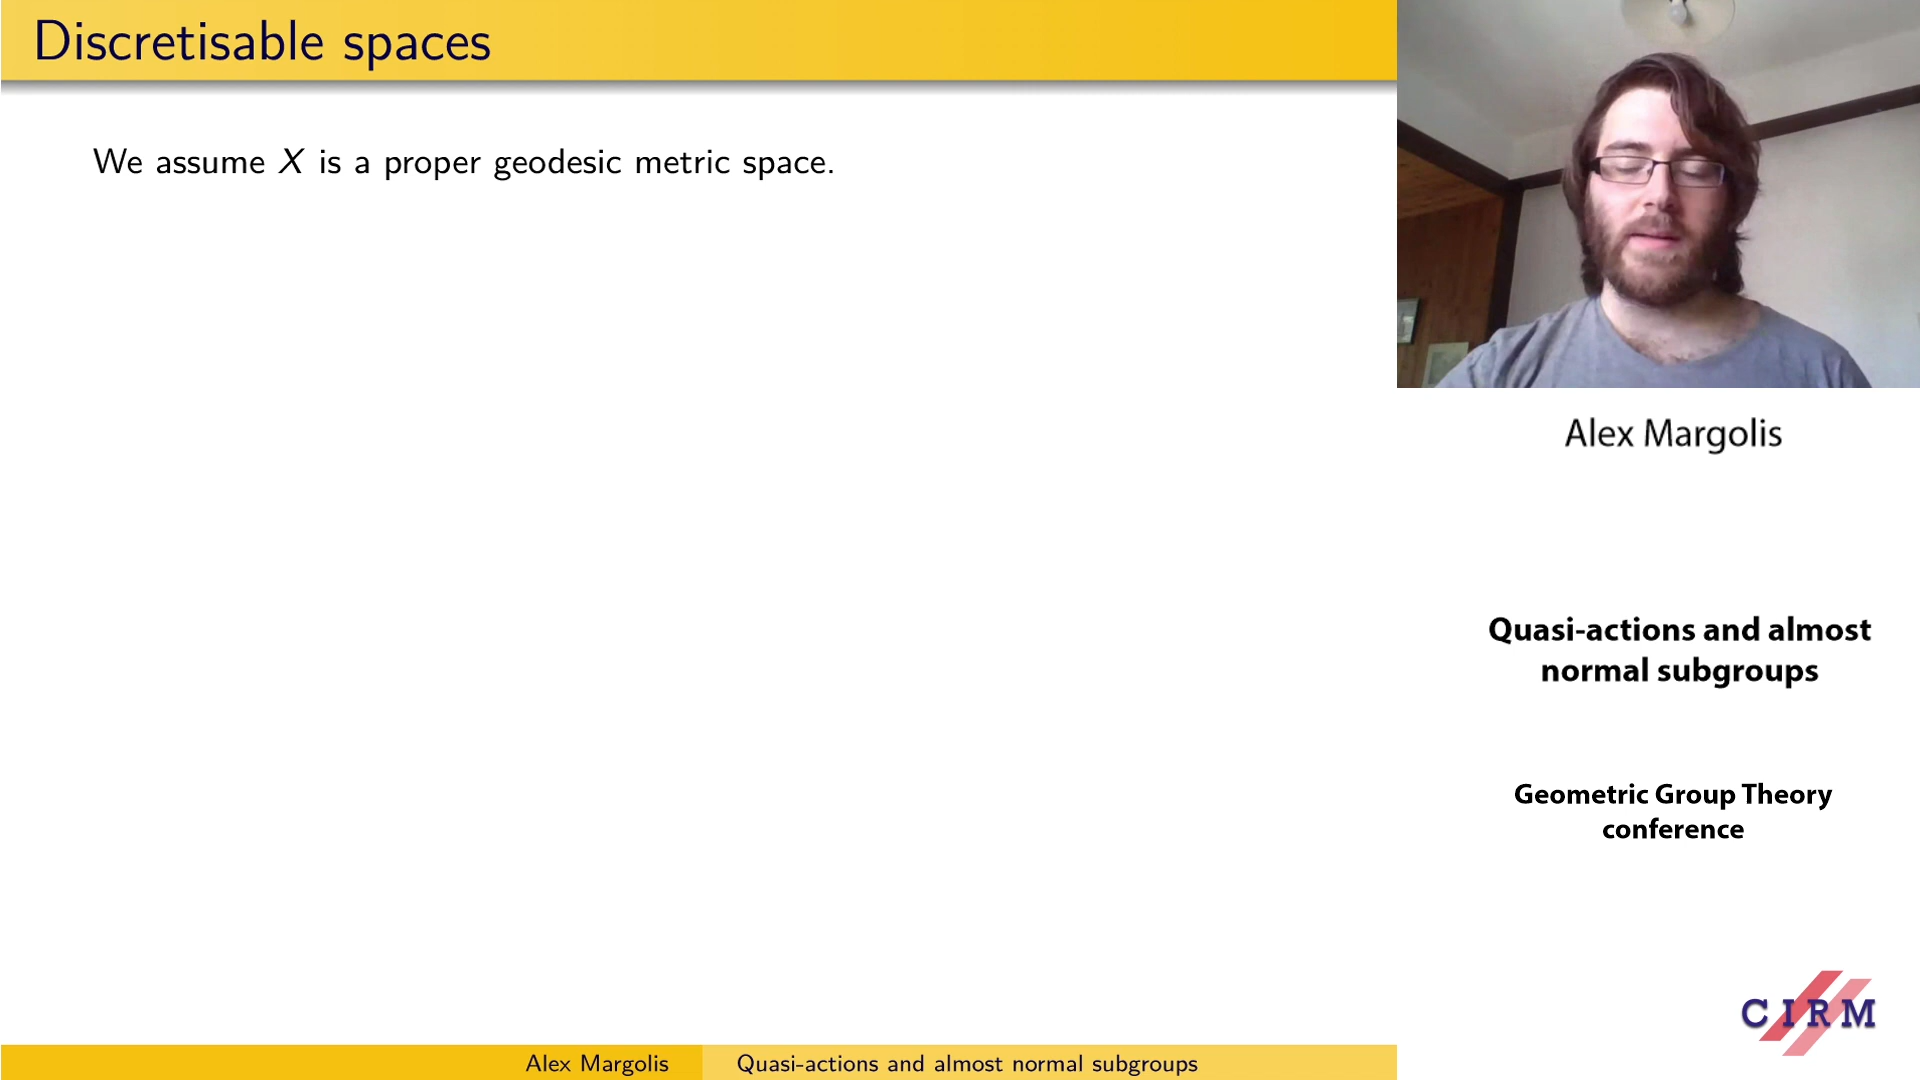 Discretisable spaces
We assume X is a proper geodesic metric space.
Alex Margolis
Quasi-actions and almost
normal subgroups
Geometric Group Theory
conference
CIRM
Alex Margolis Quasi-actions and almost normal subgroups